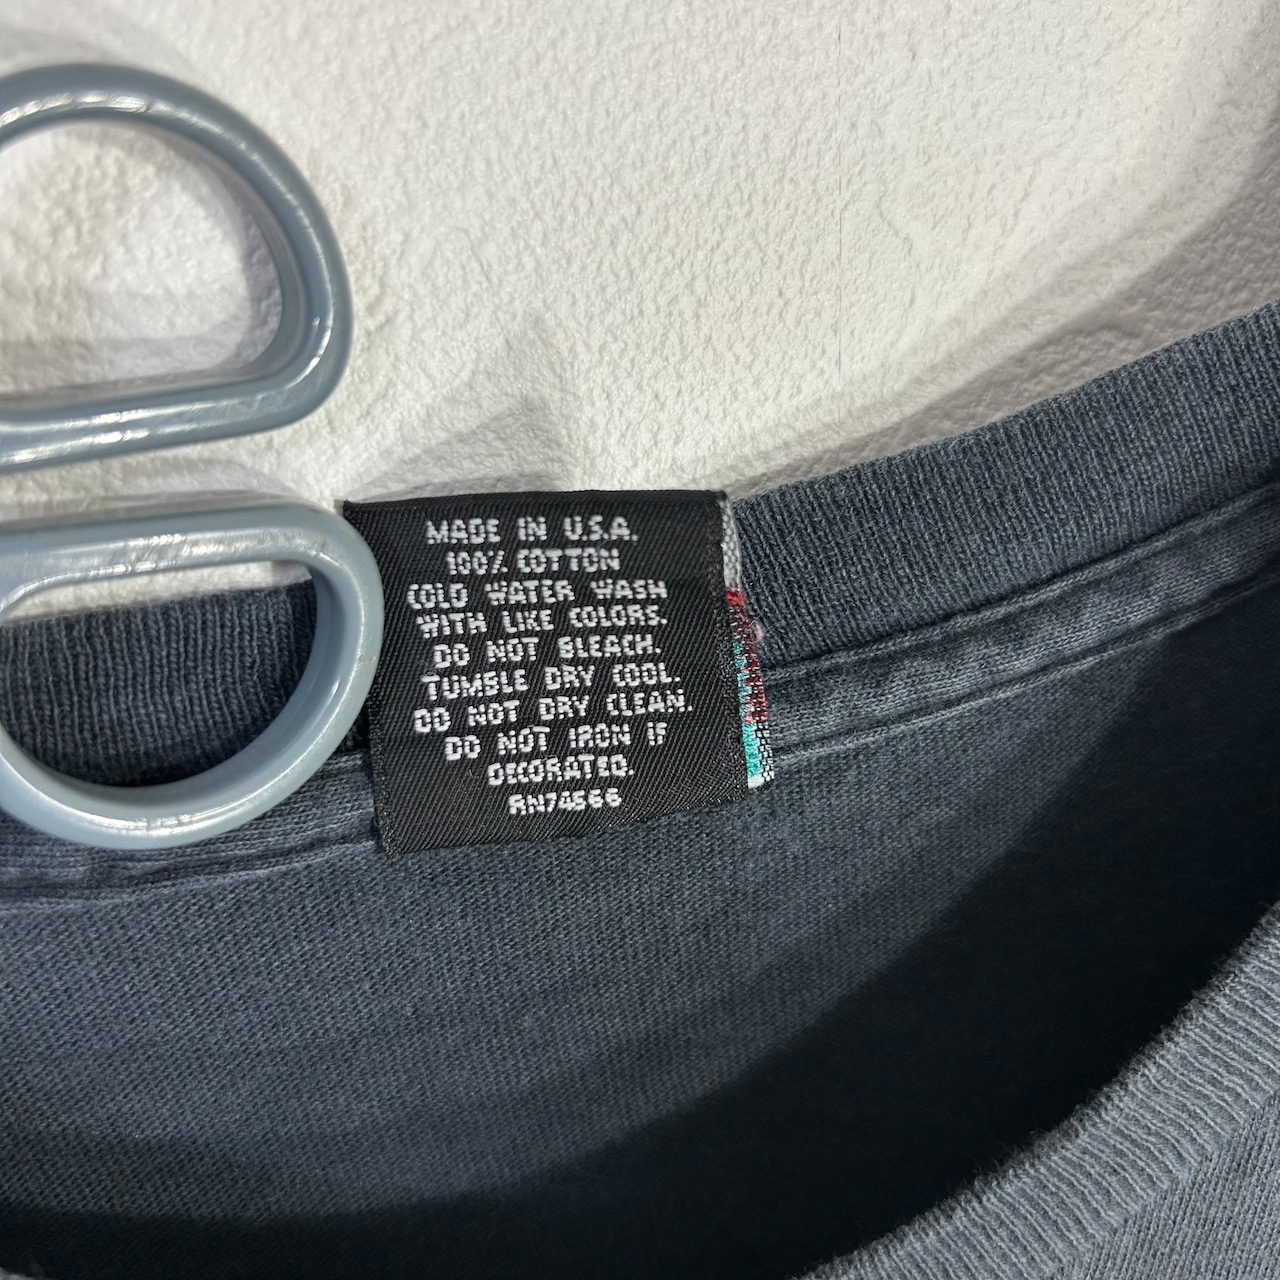 MADE IN U.S.A.
100% COTTON
COLD WATER WASH
WITH LIKE COLORS.
DO NOT BLEACH.
TUMBLE DRY COOL.
DO NOT DRY CLEAN.
DO NOT IRON IF
DECORATED.
RN74566